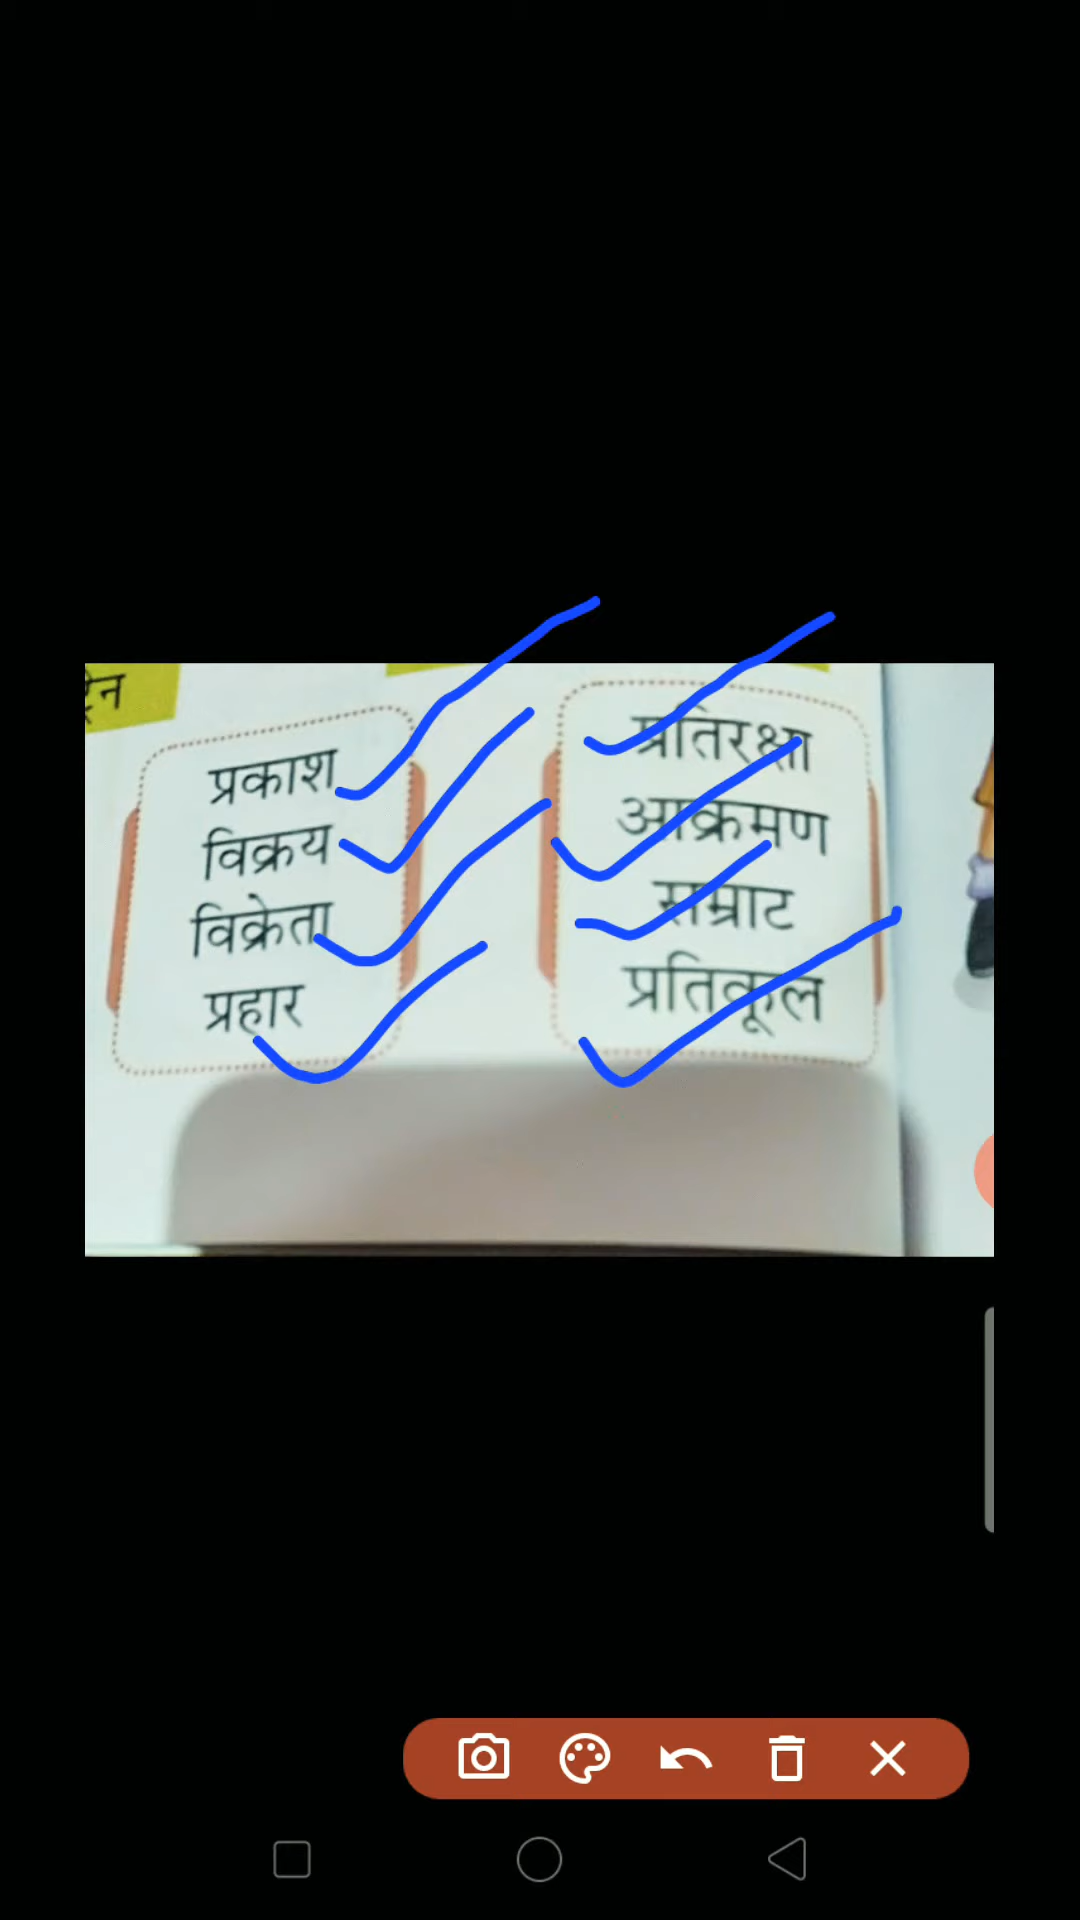 प्रकाश
विक्रय
विक्रेता
प्रहार
प्रतिरक्षा
आक्रमण
सम्राट
प्रतिकूल